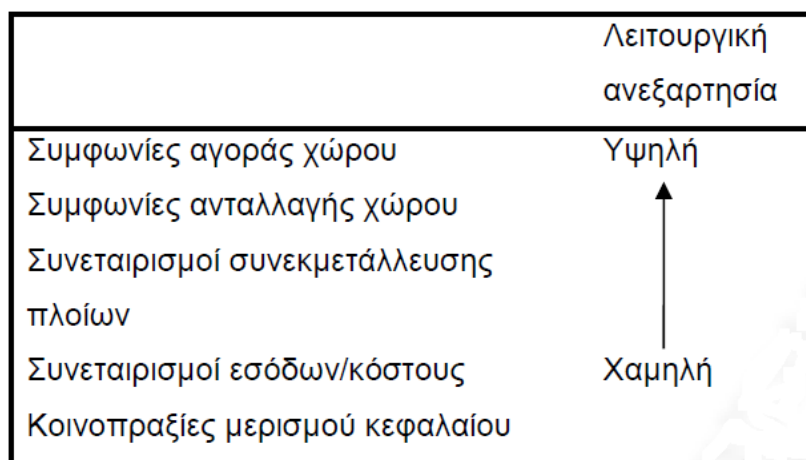 Λειτουργική
ανεξαρτησία
Συμφωνίες αγοράς χώρου Υψηλή
Συμφωνίες ανταλλαγής χώρου
Συνεταιρισμοί συνεκμετάλλευσης
πλοίων
Συνεταιρισμοί εσόδων/κόστους Χαμηλή
Κοινοπραξίες μερισμού κεφαλαίου